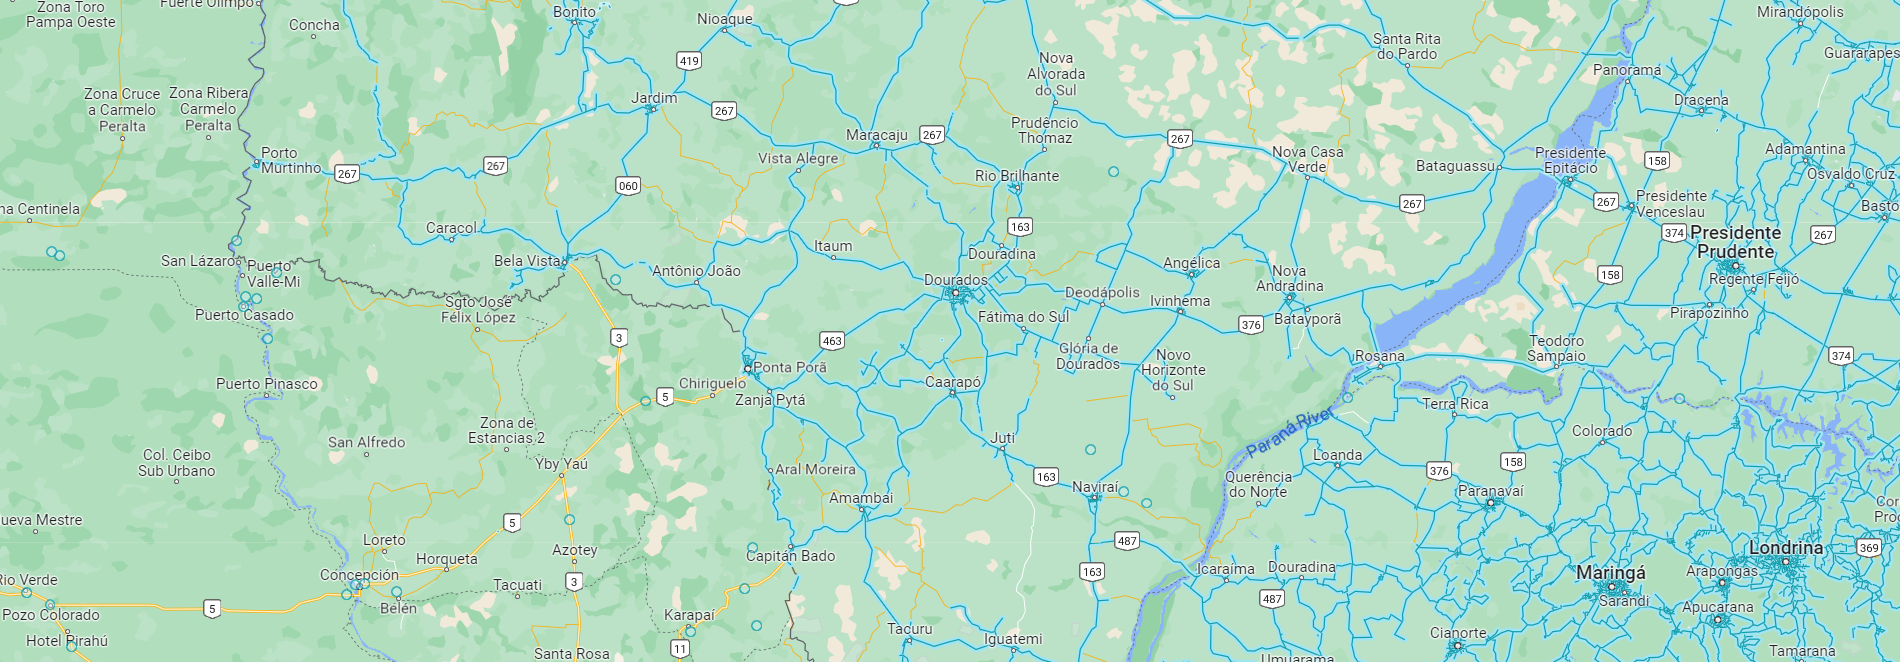 Zona Toro
Pampa Oeste
Fuerte Olimpo
Concha
Bonito
Nioaque
Santa Rita
do Pardo
Mirandópolis
Guararapes
419
Nova
Alvorada
do Sul
Panorama
Zona Cruce
a Carmelo
Peralta
Zona Ribera
Carmelo
Peralta
Jardim
267
Dracena
Prudêncio
Thomaz
Maracaju
267
267
Porto
Murtinho
267
267
Vista Alegre
Nova Casa
Verde
Bataguassu
Presidente
Epitácio
158
Adamantina
Osvaldo Cruz
060
Rio Brilhante
267
267
Presidente
Venceslau
Basto
na Centinela
Caracol
163
374
Presidente
Prudente
267
Itaum
Douradina
San Lázaro
Puerto
Valle-Mi
Bela Vista
Antônio João
Angélica
Nova
Andradina
158
Regente Feijó
Dourados
Deodápolis
Ivinhema
Sgto José
Félix López
Puerto Casado
Fátima do Sul
376
Batayporã
Pirapozinho
3
463
Glória de
Dourados
Novo
Horizonte
do Sul
Rosana
Teodoro
Sampaio
374
Ponta Porã
Puerto Pinasco
Chiriguelo
5
Caarapó
Zanja Pytá
Terra Rica
Paraná River
Zona de
Estancias 2
San Alfredo
Juti
Colorado
Col. Ceibo
Sub Urbano
Yby Yaú
Aral Moreira
163
Loanda
376
158
Querência
do Norte
Naviraí
Paranavaí
Amambai
ueva Mestre
5
Loreto
Horqueta
Azotey
Capitán Bado
487
Londrina
369
Concepción
Icaraíma
Douradina
Maringá
Arapongas
Rio Verde
Tacuati
3
163
Sarandi
Pozo Colorado
5
Belén
Karapaí
487
Apucarana
Hotel Pirahú
Tacuru
Iguatemi
Cianorte
11
Santa Rosa
Umuarama
Tamarana